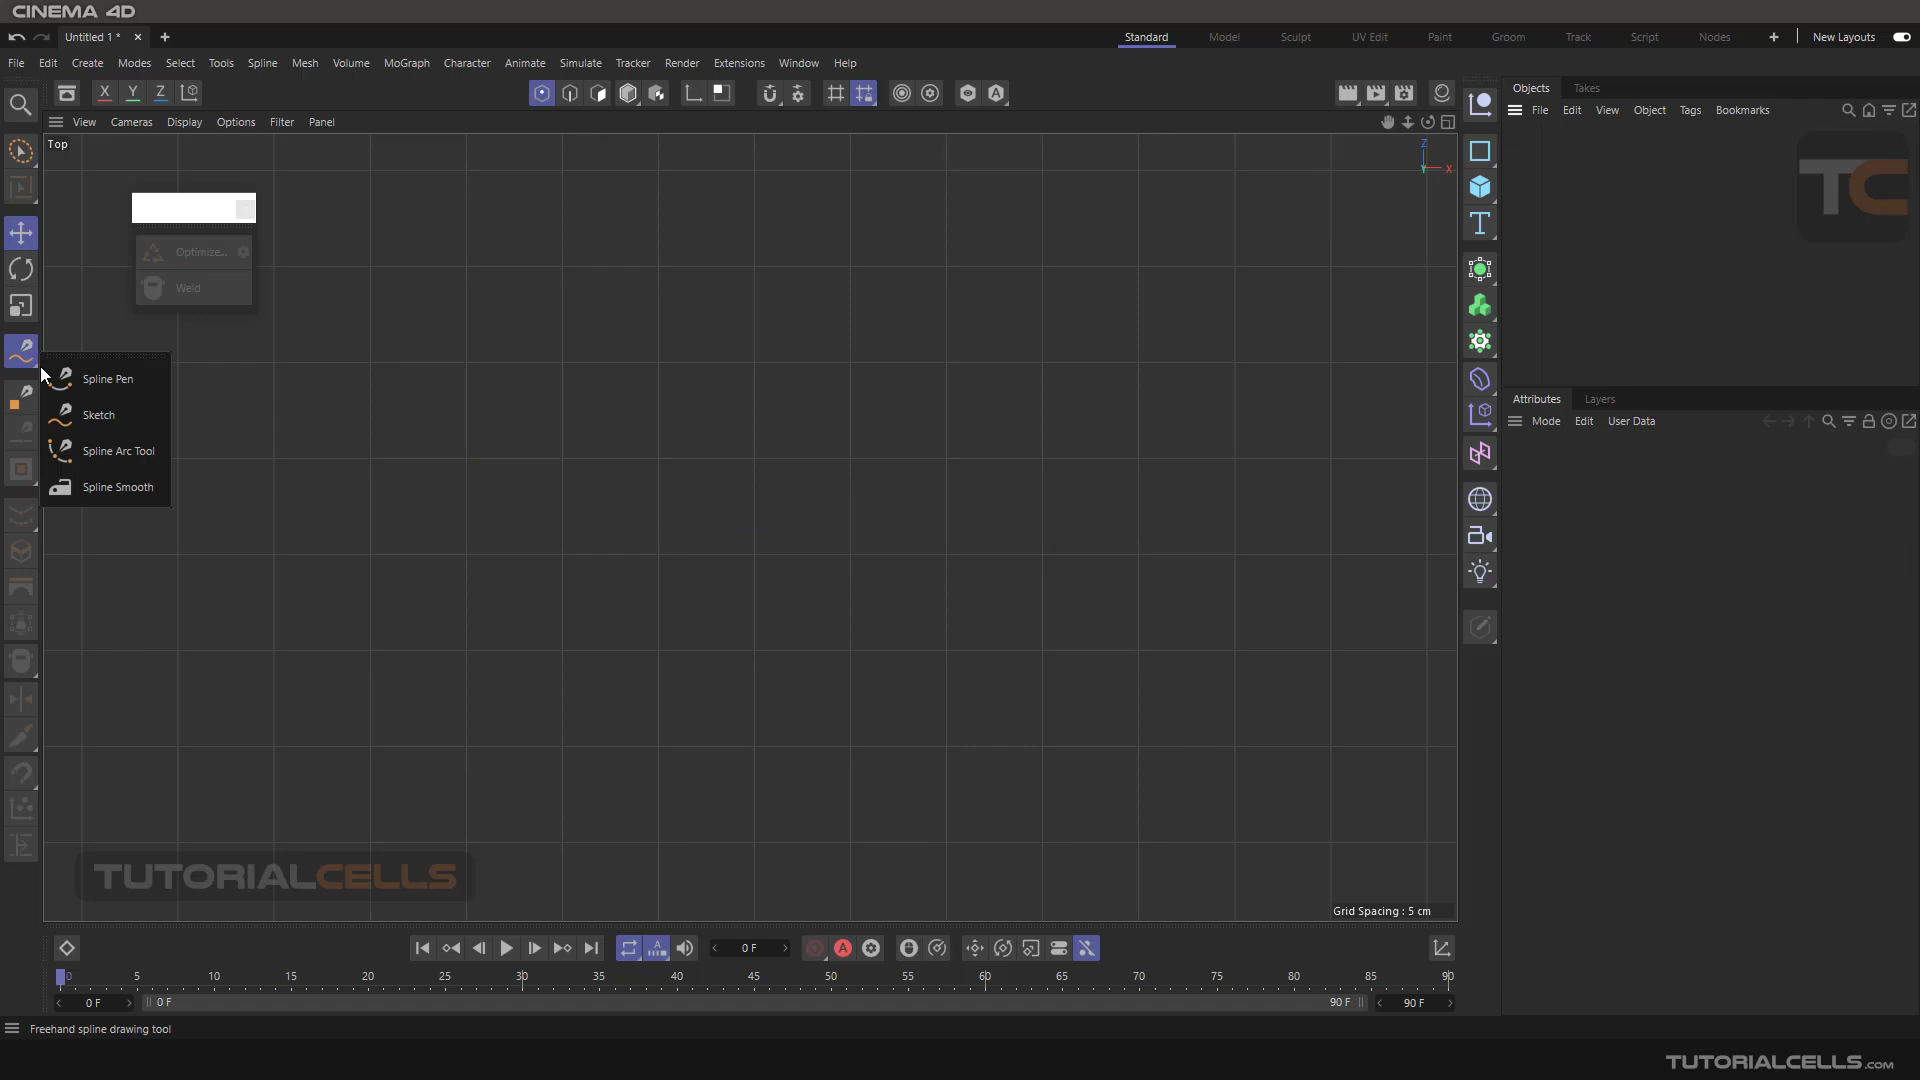 CINEMA 4D
Untitled 1 *
Standard Model Sculpt UV Edit Paint Groom Track Script Nodes New Layouts
File Edit Create Modes Select Tools Spline Mesh Volume MoGraph Character Animate Simulate Tracker Render Extensions Window Help
X Y Z
Objects Takes
File Edit View Object Tags Bookmarks
View Cameras Display Options Filter Panel
Top
Z
Y X
TC
Optimize...
Weld
Spline Pen
Sketch
Spline Arc Tool
Spline Smooth
Attributes Layers
Mode Edit User Data
TUTORIALCELLS
Grid Spacing : 5 cm
0 F
0 5 10 15 20 25 30 35 40 45 50 55 60 65 70 75 80 85 90
0 F 0 F 90 F 90 F
Freehand spline drawing tool
TUTORIALCELLS.com